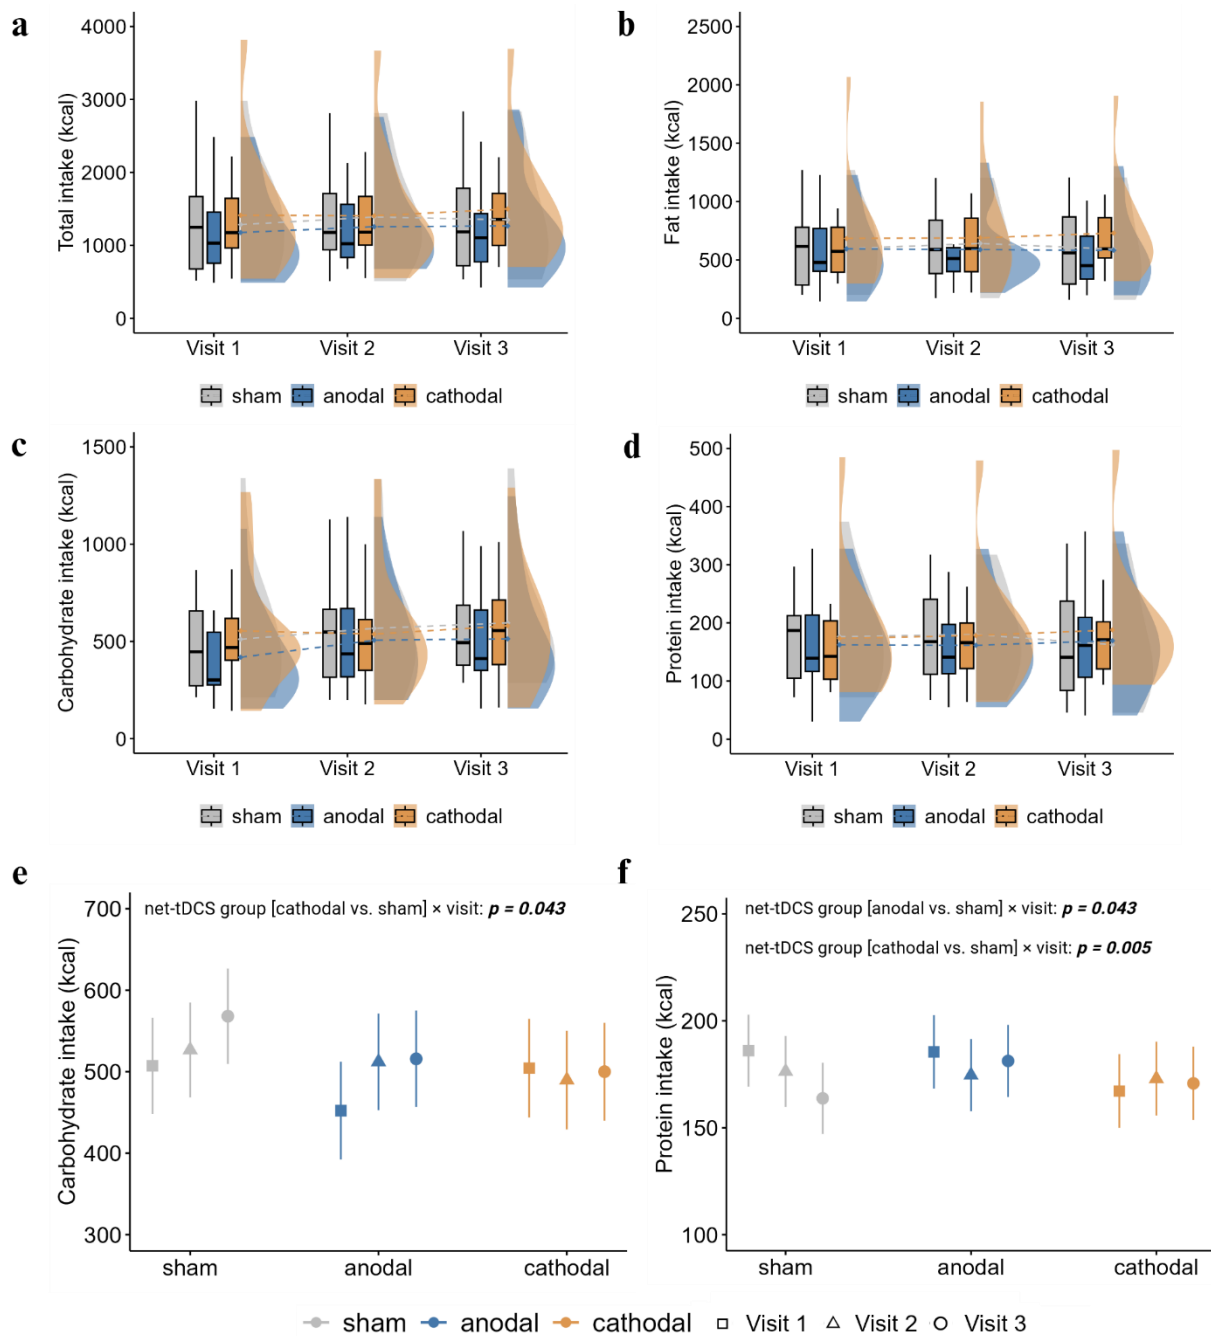 a
Total intake (kcal)
4000
3000
2000
1000
0
Visit 1 Visit 2 Visit 3
sham anodal cathodal
b
Fat intake (kcal)
2500
2000
1500
1000
500
0
Visit 1 Visit 2 Visit 3
sham anodal cathodal
c
Carbohydrate intake (kcal)
1500
1000
500
0
Visit 1 Visit 2 Visit 3
sham anodal cathodal
d
Protein intake (kcal)
500
400
300
200
100
0
Visit 1 Visit 2 Visit 3
sham anodal cathodal
e
net-tDCS group [cathodal vs. sham] × visit: p = 0.043
Carbohydrate intake (kcal)
700
600
500
400
300
sham anodal cathodal
f
net-tDCS group [anodal vs. sham] × visit: p = 0.043
net-tDCS group [cathodal vs. sham] × visit: p = 0.005
Protein intake (kcal)
250
200
150
100
sham anodal cathodal
sham anodal cathodal Visit 1 Visit 2 Visit 3